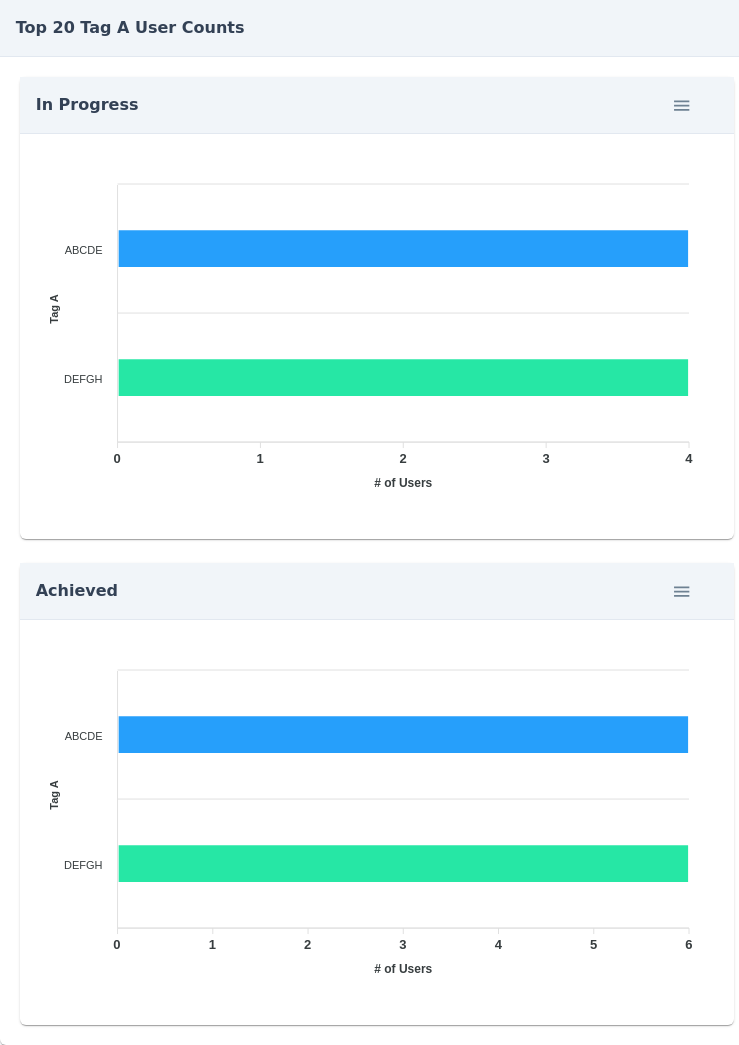 Top 20 Tag A User Counts
In Progress
ABCDE
Tag A
DEFGH
0 1 2 3 4
# of Users
Achieved
ABCDE
Tag A
DEFGH
0 1 2 3 4 5 6
# of Users